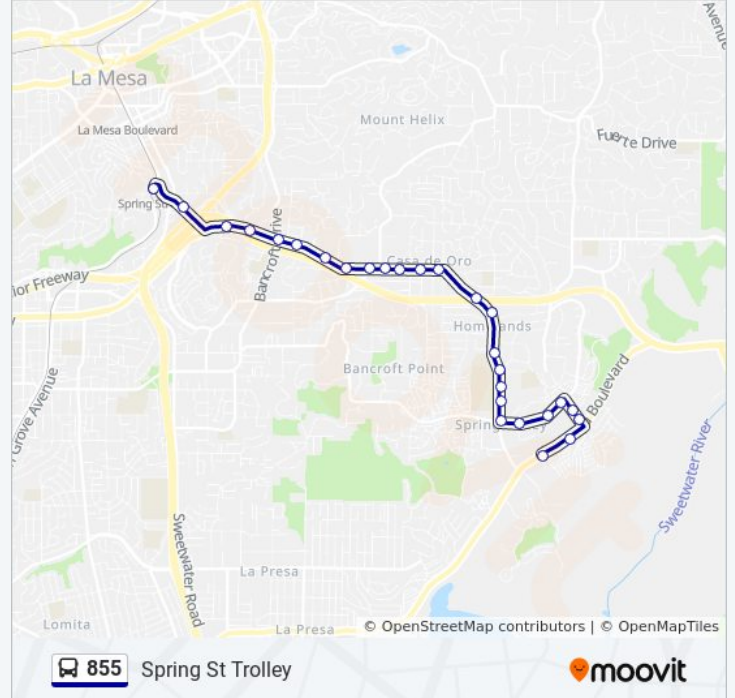 Avenue
La Mesa
Mount Helix
La Mesa Boulevard
Fuerte Drive
Spring St
Bancroft Drive
Casa de Oro
ior Freeway
Homelands
Bancroft Point
Boulevard
Grove Avenue
Spring Valley
Sweetwater River
Sweetwater Road
La Presa
Lomita
La Presa
© OpenStreetMap contributors | © OpenMapTiles
855 Spring St Trolley
moovit